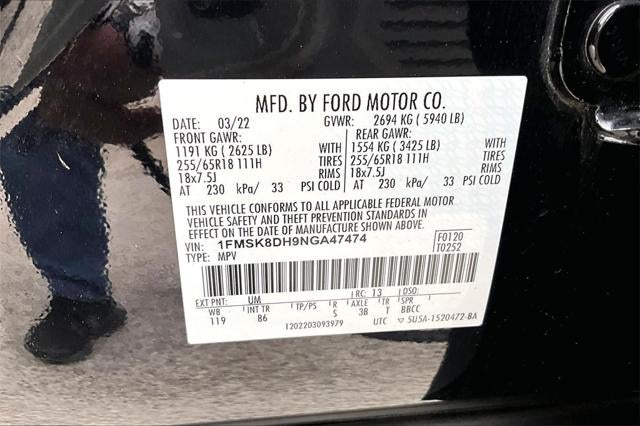 MFD. BY FORD MOTOR CO.
DATE: 03/22 GVWR: 2694 KG ( 5940 LB)
FRONT GAWR: REAR GAWR:
1191 KG ( 2625 LB) WITH 1554 KG ( 3425 LB) WITH
255/65R18 111H TIRES 255/65R18 111H TIRES
18x7.5J RIMS 18x7.5J RIMS
AT 230 kPa/ 33 PSI COLD AT 230 kPa/ 33 PSI COLD
THIS VEHICLE CONFORMS TO ALL APPLICABLE FEDERAL MOTOR
VEHICLE SAFETY AND THEFT PREVENTION STANDARDS IN
EFFECT ON THE DATE OF MANUFACTURE SHOWN ABOVE.
VIN: 1FMSK8DH9NGA47474 F0120
TYPE: MPV T0252
EXT PNT: UM RC: 13 DSO:
WB INT TR TP/PS R AXLE TR SPR
119 86 S 3B T BBCC
1202203093979 UTC ▽ 5U5A-1520472-BA